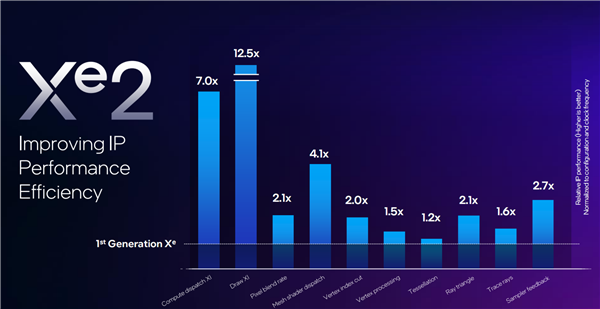 Xe2
Improving IP
Performance
Efficiency
7.0x
12.5x
2.1x
4.1x
2.0x
1.5x
1.2x
2.1x
1.6x
2.7x
1st Generation Xe
Compute dispatch XI
Draw XI
Pixel blend rate
Mesh shader dispatch
Vertex index cut
Vertex processing
Tessellation
Ray triangle
Trace rays
Sampler feedback
Relative IP performance (Higher is better)
Normalized to configuration and clock frequency